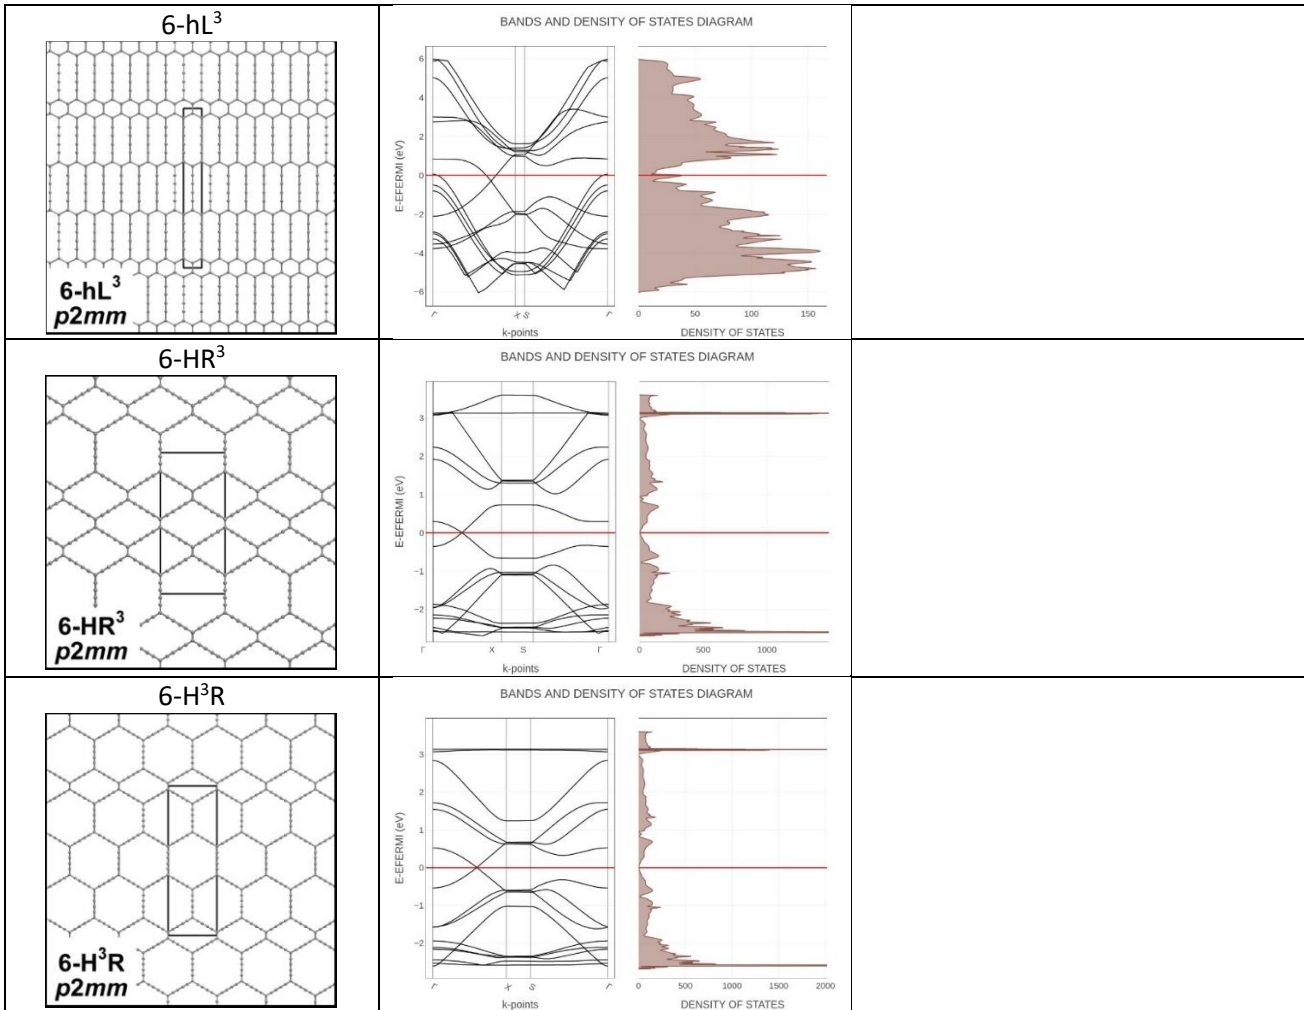 6-hL³
6-hL³
p2mm
BANDS AND DENSITY OF STATES DIAGRAM
E-EFERMI (eV)
6
4
2
0
−2
−4
−6
Γ X S Γ
k-points
0 50 100 150
DENSITY OF STATES
6-HR³
6-HR³
p2mm
BANDS AND DENSITY OF STATES DIAGRAM
E-EFERMI (eV)
3
2
1
0
−1
−2
Γ X S Γ
k-points
0 500 1000
DENSITY OF STATES
6-H³R
6-H³R
p2mm
BANDS AND DENSITY OF STATES DIAGRAM
E-EFERMI (eV)
3
2
1
0
−1
−2
Γ X S Γ
k-points
0 500 1000 1500 2000
DENSITY OF STATES